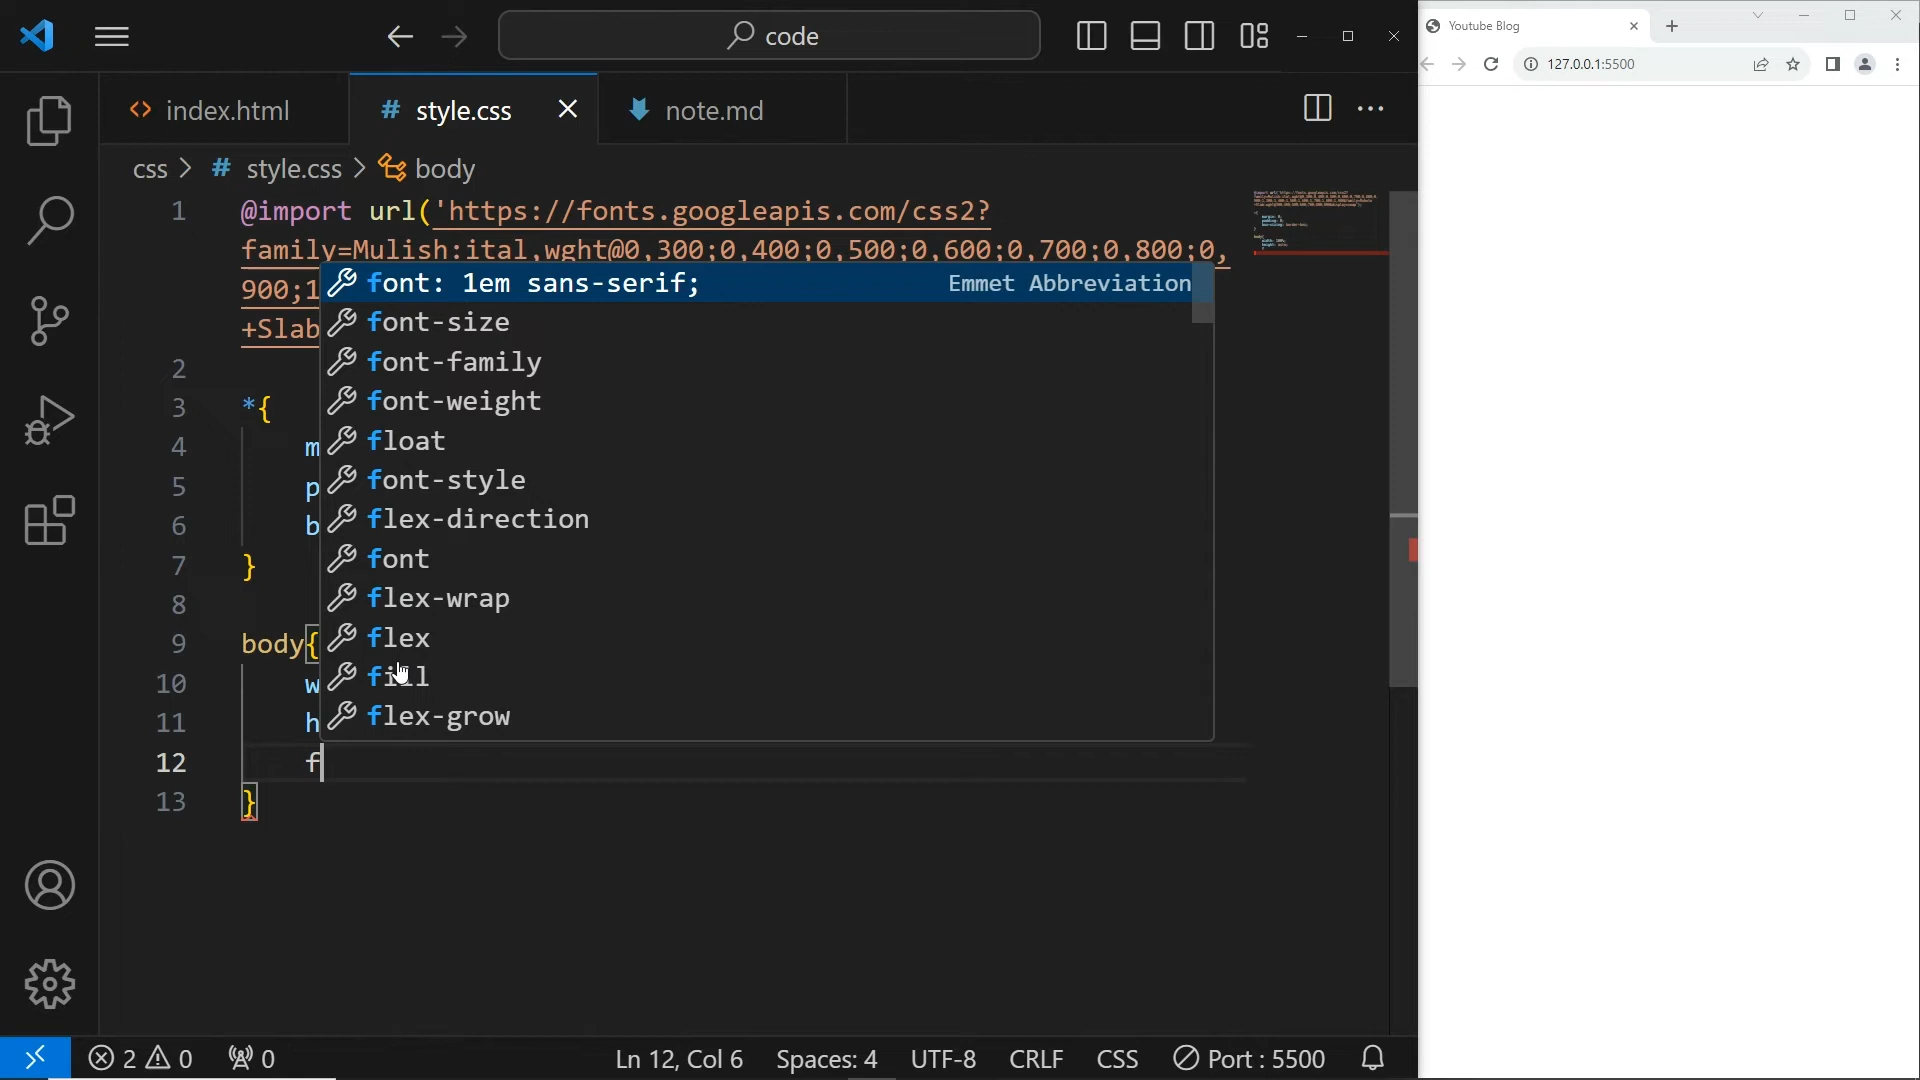 code
Youtube Blog
127.0.0.1:5500
<> index.html
# style.css
note.md
css > # style.css > body
1 @import url('https://fonts.googleapis.com/css2?
family=Mulish:ital,wght@0,300;0,400;0,500;0,600;0,700;0,800;0,
900;1
+Slab
font: 1em sans-serif; Emmet Abbreviation
font-size
font-family
font-weight
float
font-style
flex-direction
font
flex-wrap
flex
fill
flex-grow
2
3 *{
4 m
5 p
6 b
7 }
8
9 body{
10 w
11 h
12 f
13 }
2 0 0
Ln 12, Col 6 Spaces: 4 UTF-8 CRLF CSS Port : 5500